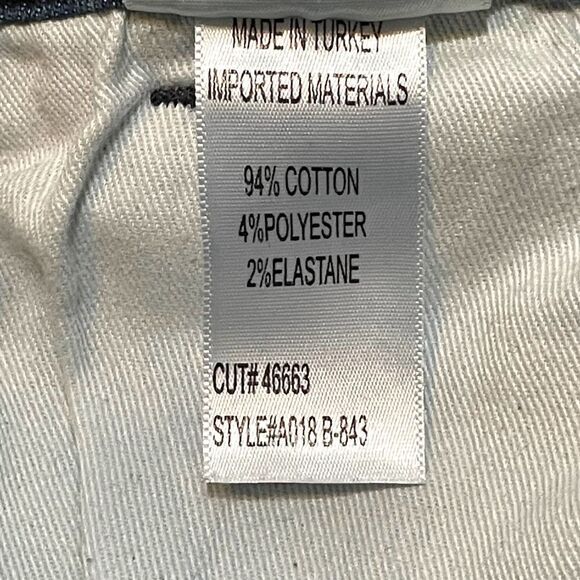 MADE IN TURKEY
IMPORTED MATERIALS
94% COTTON
4%POLYESTER
2%ELASTANE
CUT# 46663
STYLE#A018 B-843